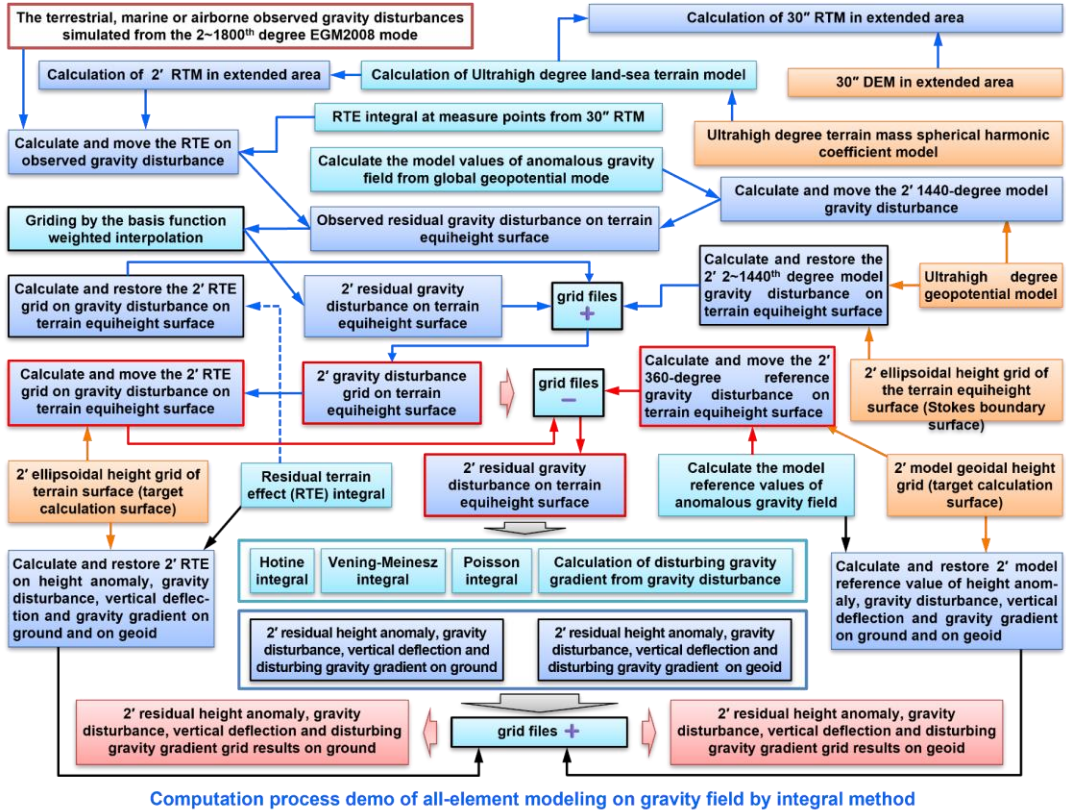 The terrestrial, marine or airborne observed gravity disturbances
simulated from the 2~1800th degree EGM2008 mode
Calculation of 30″ RTM in extended area
Calculation of 2′ RTM in extended area
Calculation of Ultrahigh degree land-sea terrain model
30″ DEM in extended area
RTE integral at measure points from 30″ RTM
Ultrahigh degree terrain mass spherical harmonic
coefficient model
Calculate and move the RTE on
observed gravity disturbance
Calculate the model values of anomalous gravity
field from global geopotential mode
Calculate and move the 2′ 1440-degree model
gravity disturbance
Griding by the basis function
weighted interpolation
Observed residual gravity disturbance on terrain
equiheight surface
Calculate and restore the 2′ RTE
grid on gravity disturbance on
terrain equiheight surface
2′ residual gravity
disturbance on terrain
equiheight surface
grid files
+
Calculate and restore the
2′ 2~1440th degree model
gravity disturbance on
terrain equiheight surface
Ultrahigh degree
geopotential model
Calculate and move the 2′ RTE
grid on gravity disturbance on
terrain equiheight surface
2′ gravity disturbance
grid on terrain
equiheight surface
grid files
−
Calculate and move the 2′
360-degree reference
gravity disturbance on
terrain equiheight surface
2′ ellipsoidal height grid of
the terrain equiheight
surface (Stokes boundary
surface)
2′ ellipsoidal height grid of
terrain surface (target
calculation surface)
Residual terrain
effect (RTE) integral
2′ residual gravity
disturbance on terrain
equiheight surface
Calculate the model
reference values of
anomalous gravity field
2′ model geoidal height
grid (target calculation
surface)
Calculate and restore 2′ RTE
on height anomaly, gravity
disturbance, vertical deflec-
tion and gravity gradient on
ground and on geoid
Hotine
integral
Vening-Meinesz
integral
Poisson
integral
Calculation of disturbing gravity
gradient from gravity disturbance
Calculate and restore 2′ model
reference value of height anom-
aly, gravity disturbance, vertical
deflection and gravity gradient
on ground and on geoid
2′ residual height anomaly, gravity
disturbance, vertical deflection and
disturbing gravity gradient on ground
2′ residual height anomaly, gravity
disturbance, vertical deflection and
disturbing gravity gradient on geoid
2′ residual height anomaly, gravity
disturbance, vertical deflection and disturbing
gravity gradient grid results on ground
grid files +
2′ residual height anomaly, gravity
disturbance, vertical deflection and disturbing
gravity gradient grid results on geoid
Computation process demo of all-element modeling on gravity field by integral method